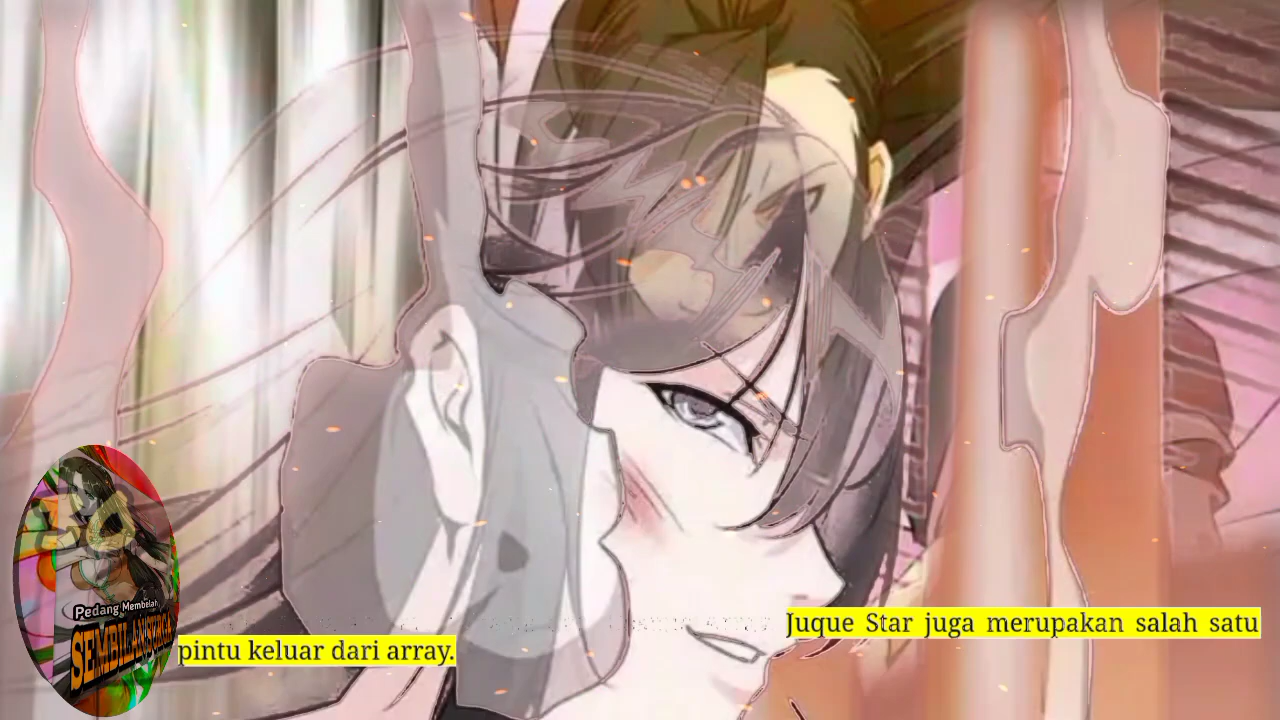 Juque Star juga merupakan salah satu
pintu keluar dari array.
Pedang Membelah
SEMBILAN SURGA